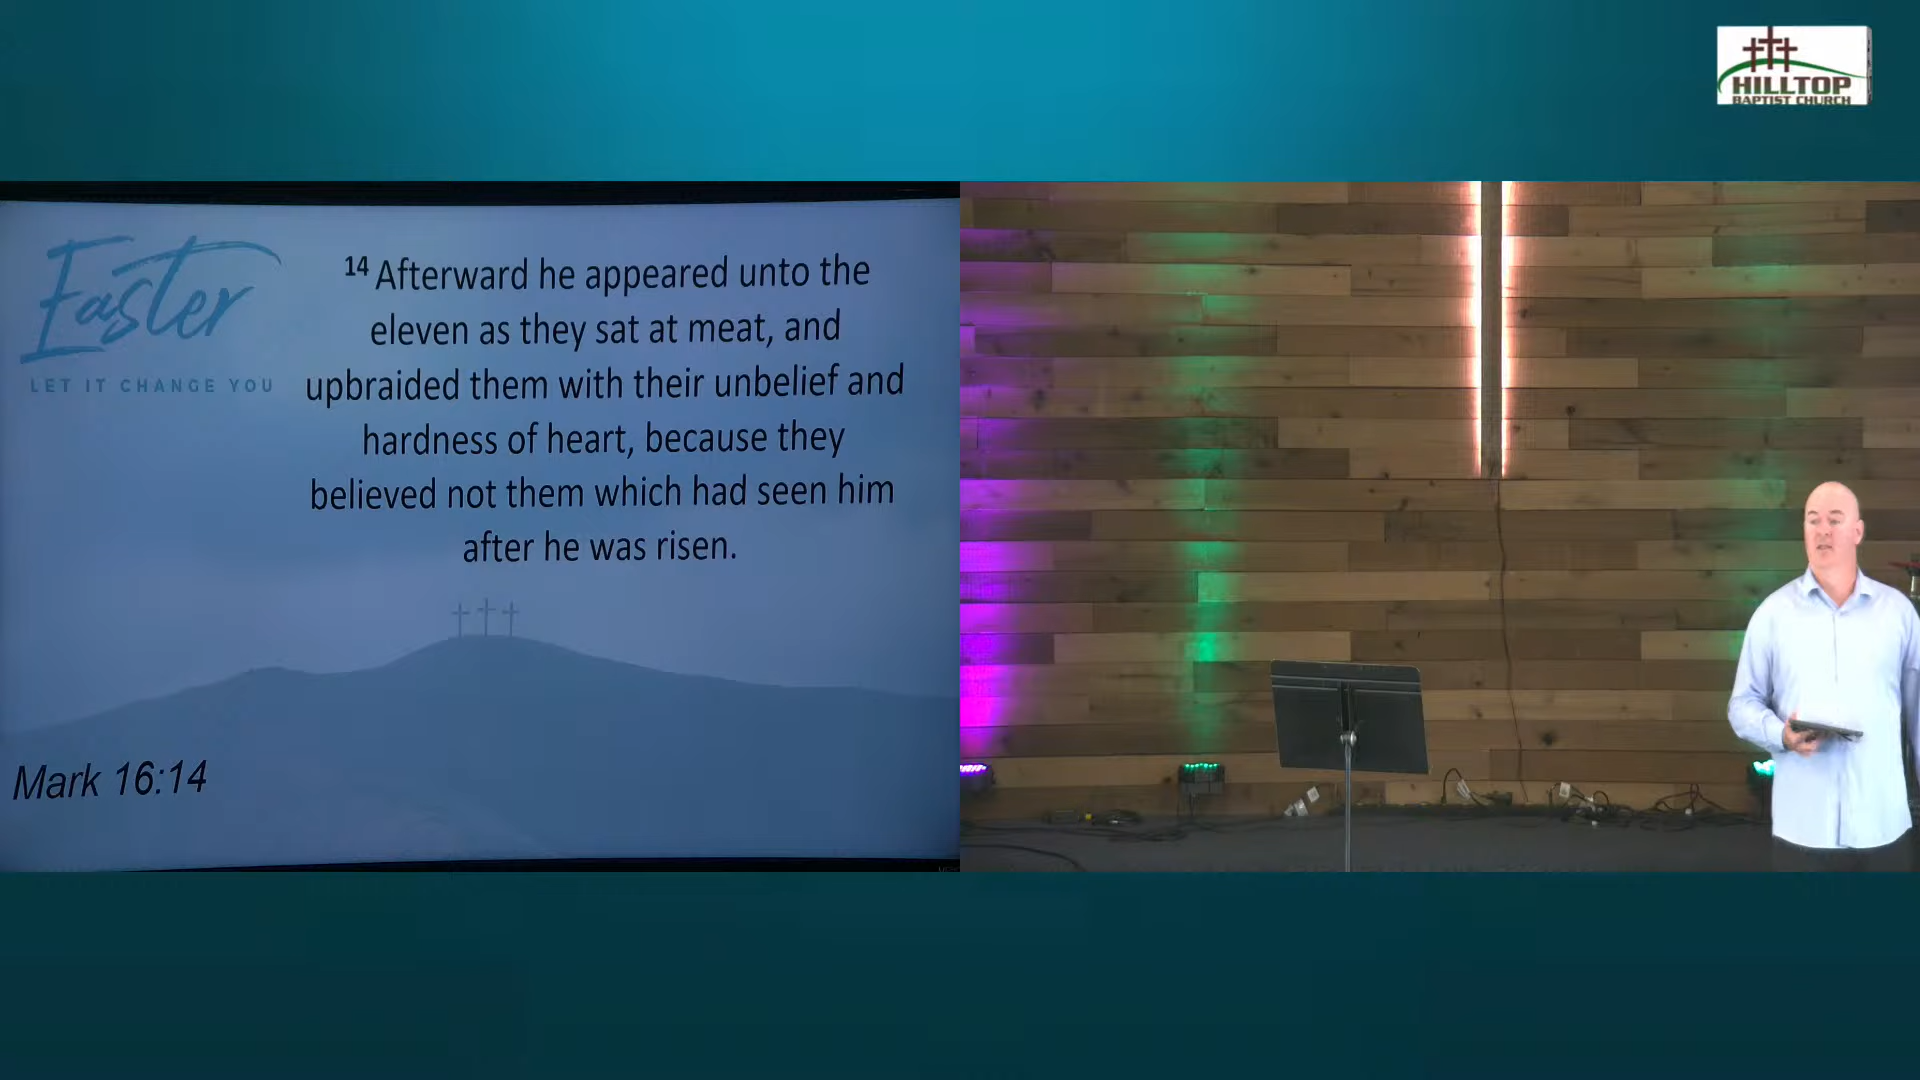 HILLTOP
BAPTIST CHURCH
Easter
LET IT CHANGE YOU
14 Afterward he appeared unto the
eleven as they sat at meat, and
upbraided them with their unbelief and
hardness of heart, because they
believed not them which had seen him
after he was risen.
Mark 16:14